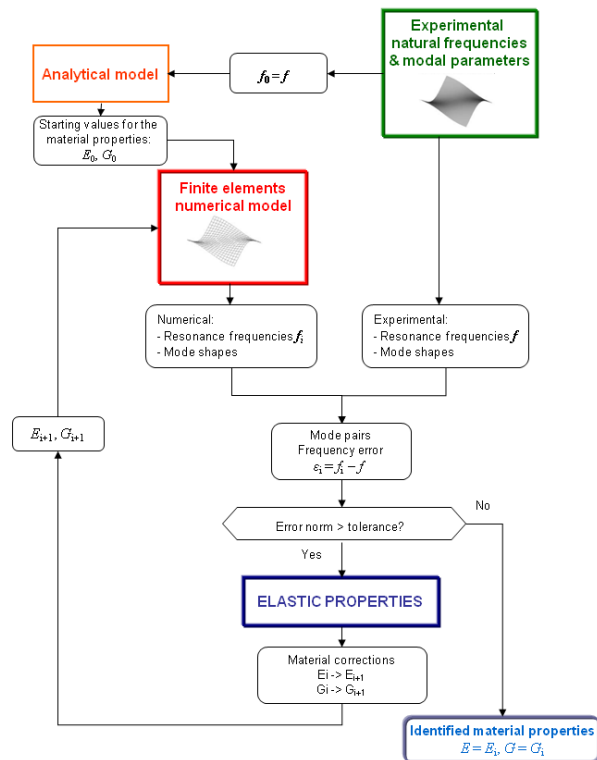 Experimental
natural frequencies
& modal parameters
f₀ = f
Analytical model
Starting values for the
material properties:
E₀, G₀
Finite elements
numerical model
Numerical:
- Resonance frequencies fᵢ
- Mode shapes
Experimental:
- Resonance frequencies f
- Mode shapes
Eᵢ₊₁, Gᵢ₊₁
Mode pairs
Frequency error
εᵢ = fᵢ – f
No
Error norm > tolerance?
Yes
ELASTIC PROPERTIES
Material corrections
Ei -> Eᵢ₊₁
Gi -> Gᵢ₊₁
Identified material properties
E = Eᵢ, G = Gᵢ